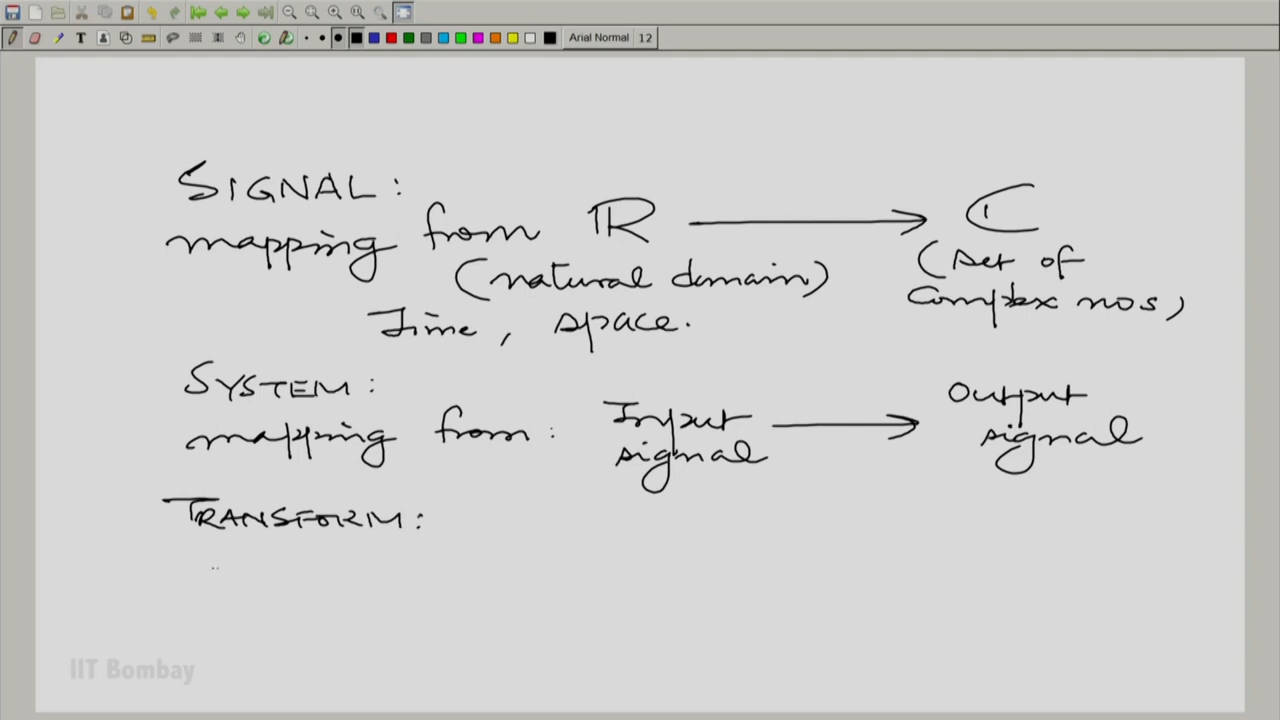 Arial Normal 12
SIGNAL:
mapping from ℝ ⟶ ℂ
(natural domain) (set of
Time, space. Complex nos)
SYSTEM:
mapping from: Input ⟶ Output
signal signal
TRANSFORM:
IIT Bombay